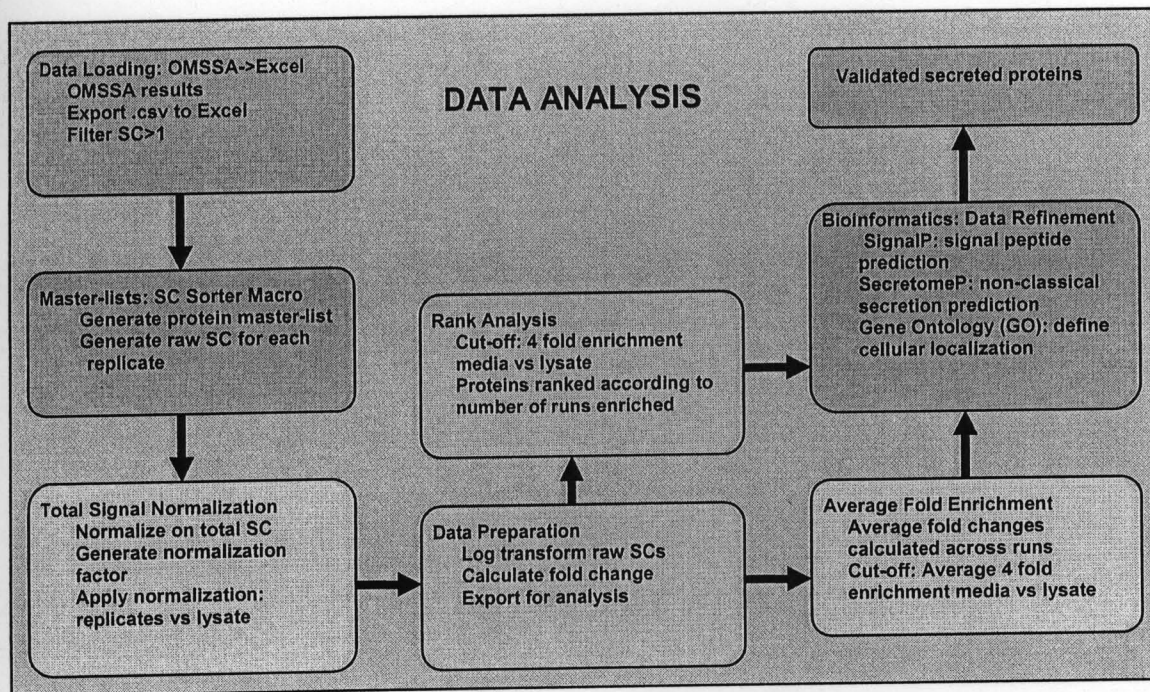 DATA ANALYSIS
Data Loading: OMSSA->Excel
OMSSA results
Export .csv to Excel
Filter SC>1
Master-lists: SC Sorter Macro
Generate protein master-list
Generate raw SC for each
replicate
Total Signal Normalization
Normalize on total SC
Generate normalization
factor
Apply normalization:
replicates vs lysate
Data Preparation
Log transform raw SCs
Calculate fold change
Export for analysis
Rank Analysis
Cut-off: 4 fold enrichment
media vs lysate
Proteins ranked according to
number of runs enriched
Average Fold Enrichment
Average fold changes
calculated across runs
Cut-off: Average 4 fold
enrichment media vs lysate
BioInformatics: Data Refinement
SignalP: signal peptide
prediction
SecretomeP: non-classical
secretion prediction
Gene Ontology (GO): define
cellular localization
Validated secreted proteins